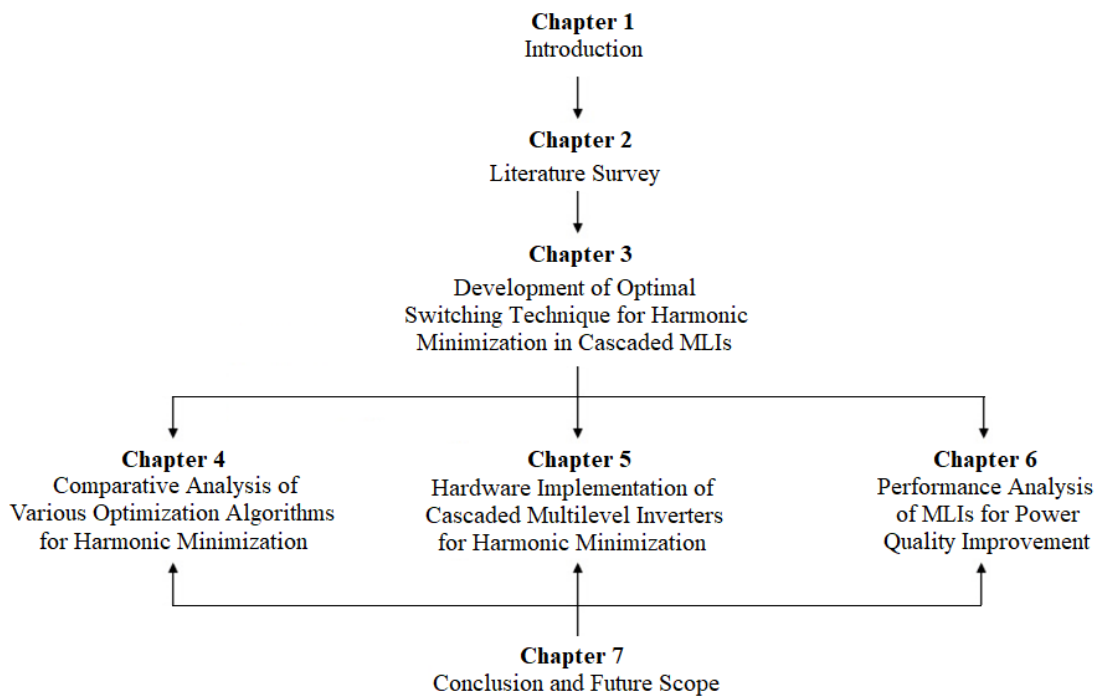 Chapter 1
Introduction
Chapter 2
Literature Survey
Chapter 3
Development of Optimal
Switching Technique for Harmonic
Minimization in Cascaded MLIs
Chapter 4
Comparative Analysis of
Various Optimization Algorithms
for Harmonic Minimization
Chapter 5
Hardware Implementation of
Cascaded Multilevel Inverters
for Harmonic Minimization
Chapter 6
Performance Analysis
of MLIs for Power
Quality Improvement
Chapter 7
Conclusion and Future Scope